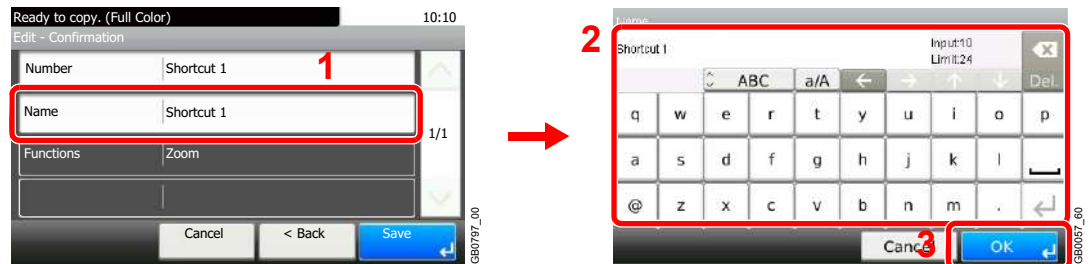 Ready to copy. (Full Color) 10:10
Edit - Confirmation
Number Shortcut 1
1
Name Shortcut 1
1/1
Functions Zoom
Cancel < Back Save
GB0797_00
Name
2
Shortcut 1 Input:10
Limit:24
ABC a/A Del.
q w e r t y u i o p
a s d f g h j k l
@ z x c v b n m .
Cancel 3 OK
GB0057_60